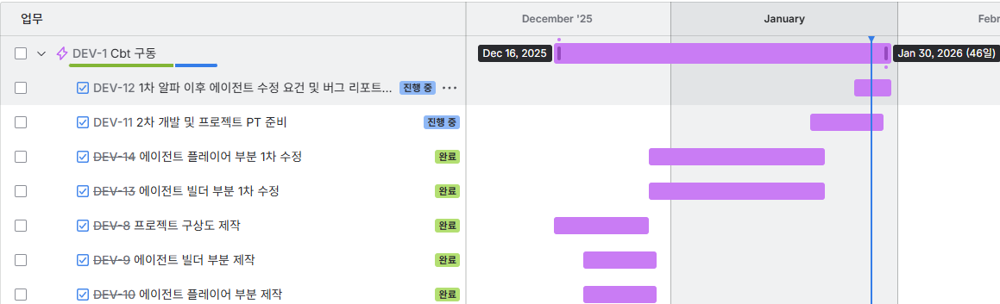 업무
December '25
January
Febr
DEV-1 Cbt 구동
Dec 16, 2025
Jan 30, 2026 (46일)
DEV-12 1차 알파 이후 에이전트 수정 요건 및 버그 리포트... 진행 중
DEV-11 2차 개발 및 프로젝트 PT 준비 진행 중
DEV-14 에이전트 플레이어 부분 1차 수정 완료
DEV-13 에이전트 빌더 부분 1차 수정 완료
DEV-8 프로젝트 구상도 제작 완료
DEV-9 에이전트 빌더 부분 제작 완료
DEV-10 에이전트 플레이어 부분 제작 완료